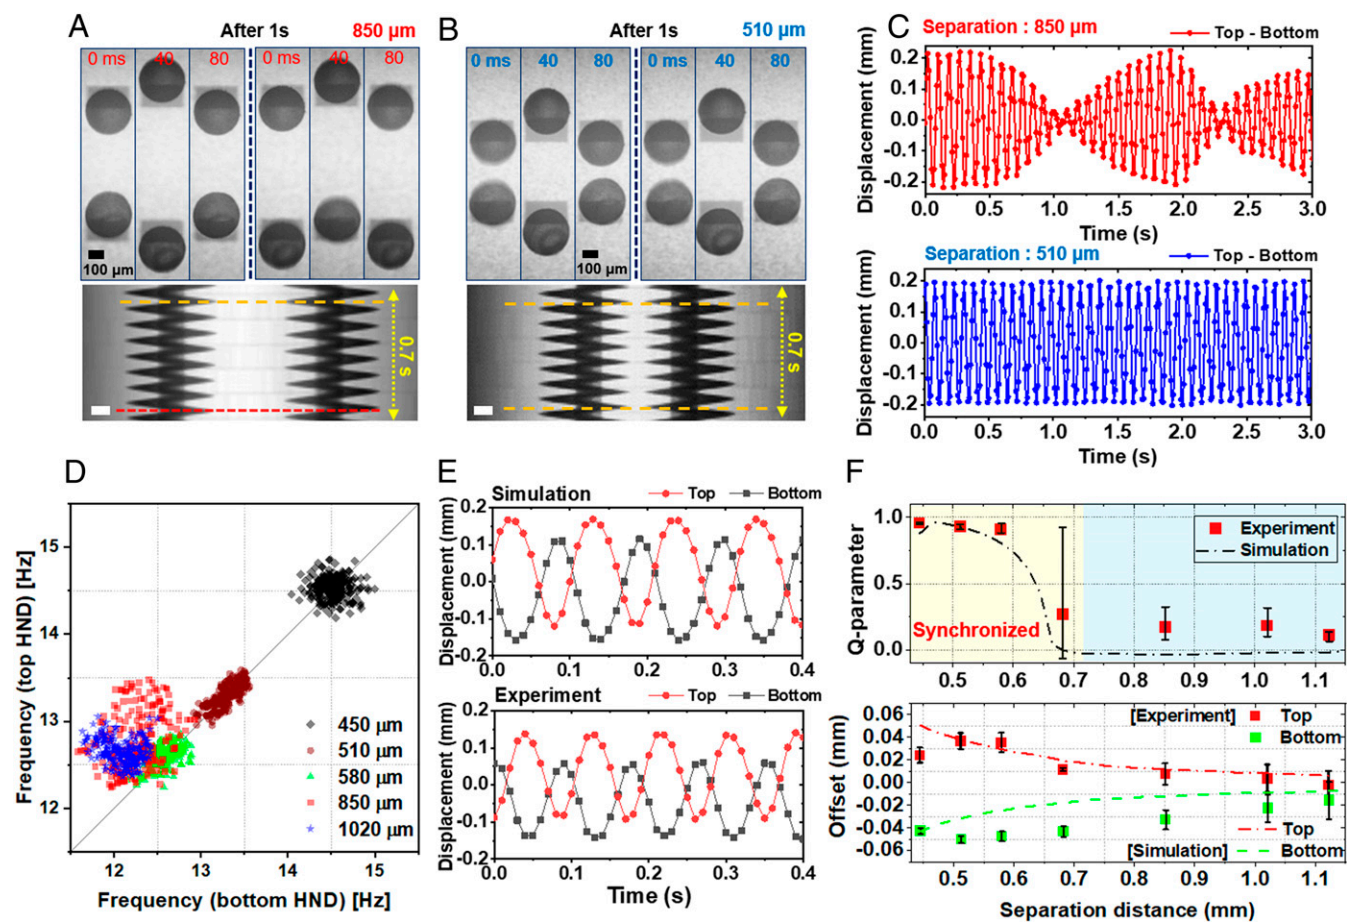 A
After 1s
850 μm
0 ms
40
80
0 ms
40
80
100 μm
0.7 s
B
After 1s
510 μm
0 ms
40
80
0 ms
40
80
100 μm
0.7 s
C
Separation : 850 μm
Top - Bottom
Displacement (mm)
0.2
0.1
0.0
-0.1
-0.2
0.0 0.5 1.0 1.5 2.0 2.5 3.0
Time (s)
Separation : 510 μm
Top - Bottom
Displacement (mm)
0.2
0.1
0.0
-0.1
-0.2
0.0 0.5 1.0 1.5 2.0 2.5 3.0
Time (s)
D
Frequency (top HND) [Hz]
15
14
13
12
450 μm
510 μm
580 μm
850 μm
1020 μm
12 13 14 15
Frequency (bottom HND) [Hz]
E
Simulation
Top
Bottom
Displacement (mm)
0.2
0.1
0.0
-0.1
-0.2
0.0 0.1 0.2 0.3 0.4
Experiment
Top
Bottom
Displacement (mm)
0.2
0.1
0.0
-0.1
-0.2
0.0 0.1 0.2 0.3 0.4
Time (s)
F
Q-parameter
1.0
0.5
0.0
Experiment
Simulation
Synchronized
0.5 0.6 0.7 0.8 0.9 1.0 1.1
Offset (mm)
0.06
0.04
0.02
0.00
-0.02
-0.04
-0.06
[Experiment]
Top
Bottom
Top
[Simulation]
Bottom
0.5 0.6 0.7 0.8 0.9 1.0 1.1
Separation distance (mm)